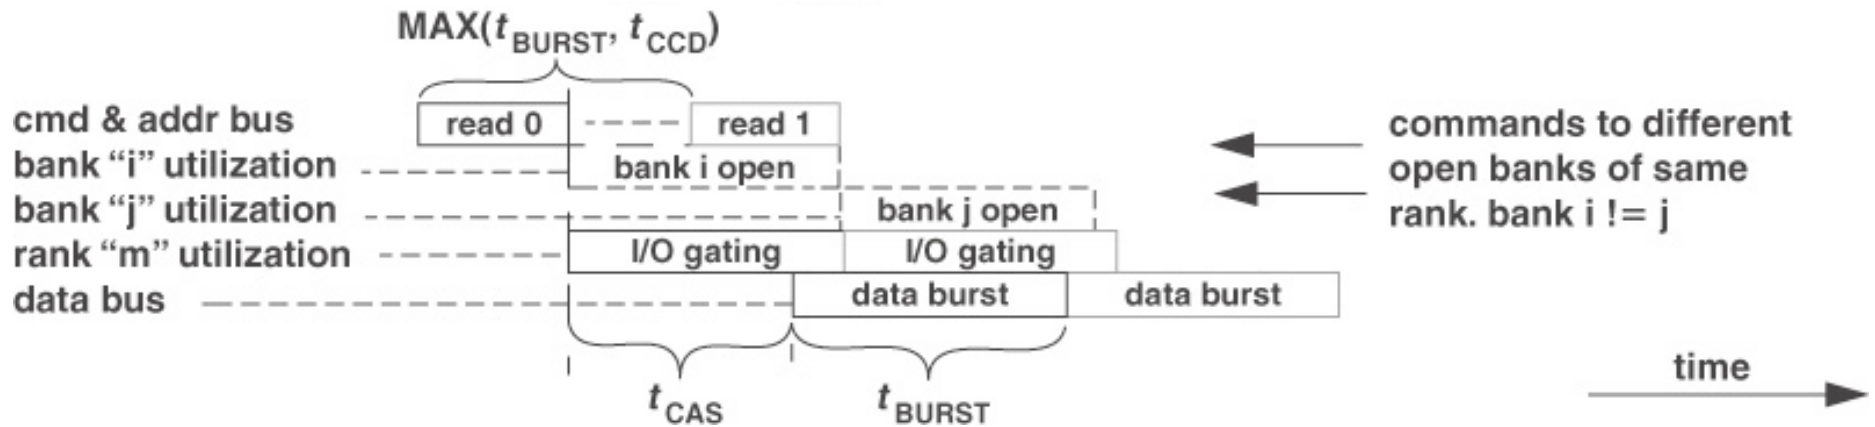 MAX(tBURST, tCCD)
cmd & addr bus
read 0
read 1
commands to different
bank “i” utilization
bank i open
open banks of same
bank “j” utilization
bank j open
rank. bank i != j
rank “m” utilization
I/O gating
I/O gating
data bus
data burst
data burst
time
tCAS
tBURST